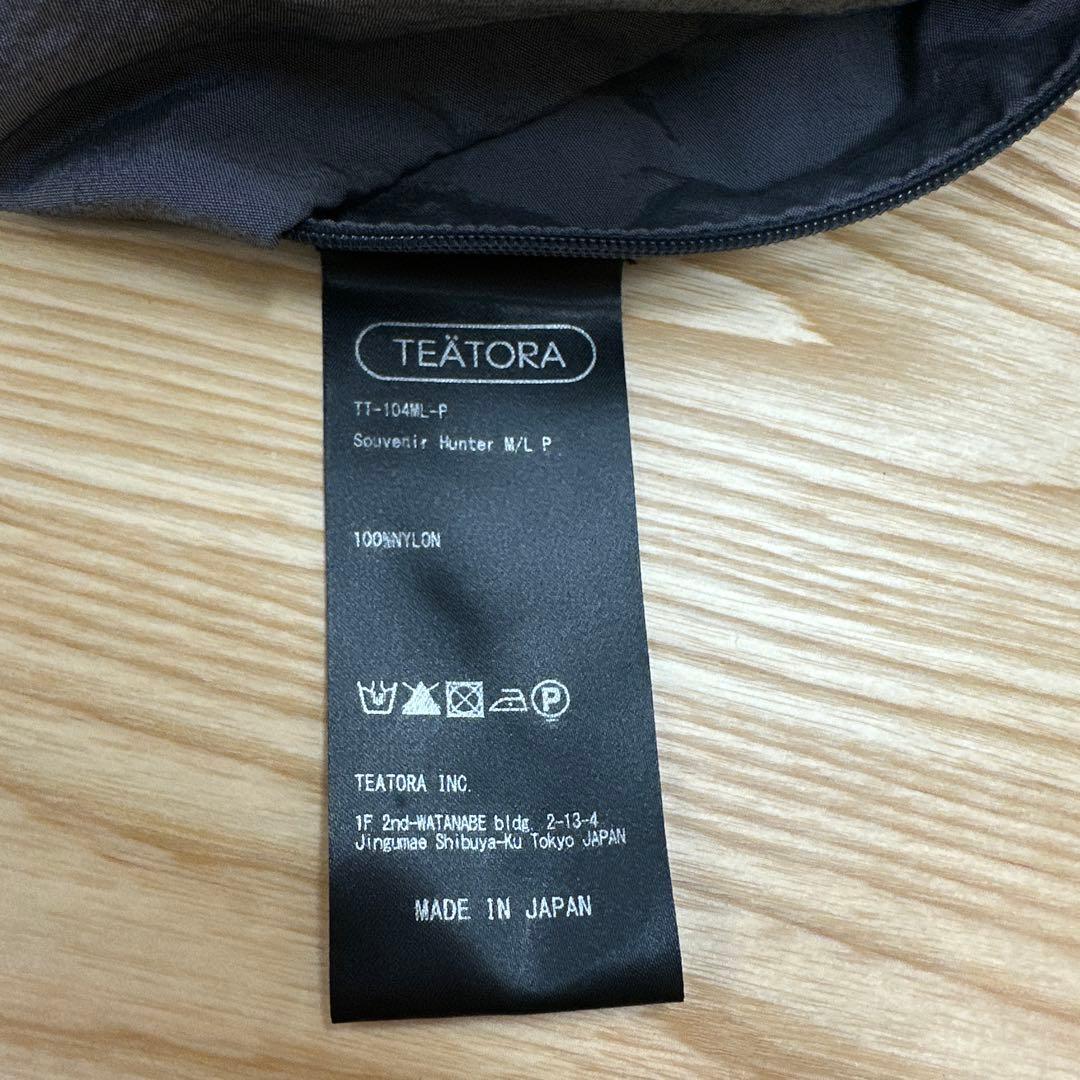 TEÄTORA
TT-104ML-P
Souvenir Hunter M/L P
100%NYLON
P
TEATORA INC.
1F 2nd-WATANABE bldg. 2-13-4
Jingumae Shibuya-Ku Tokyo JAPAN
MADE IN JAPAN